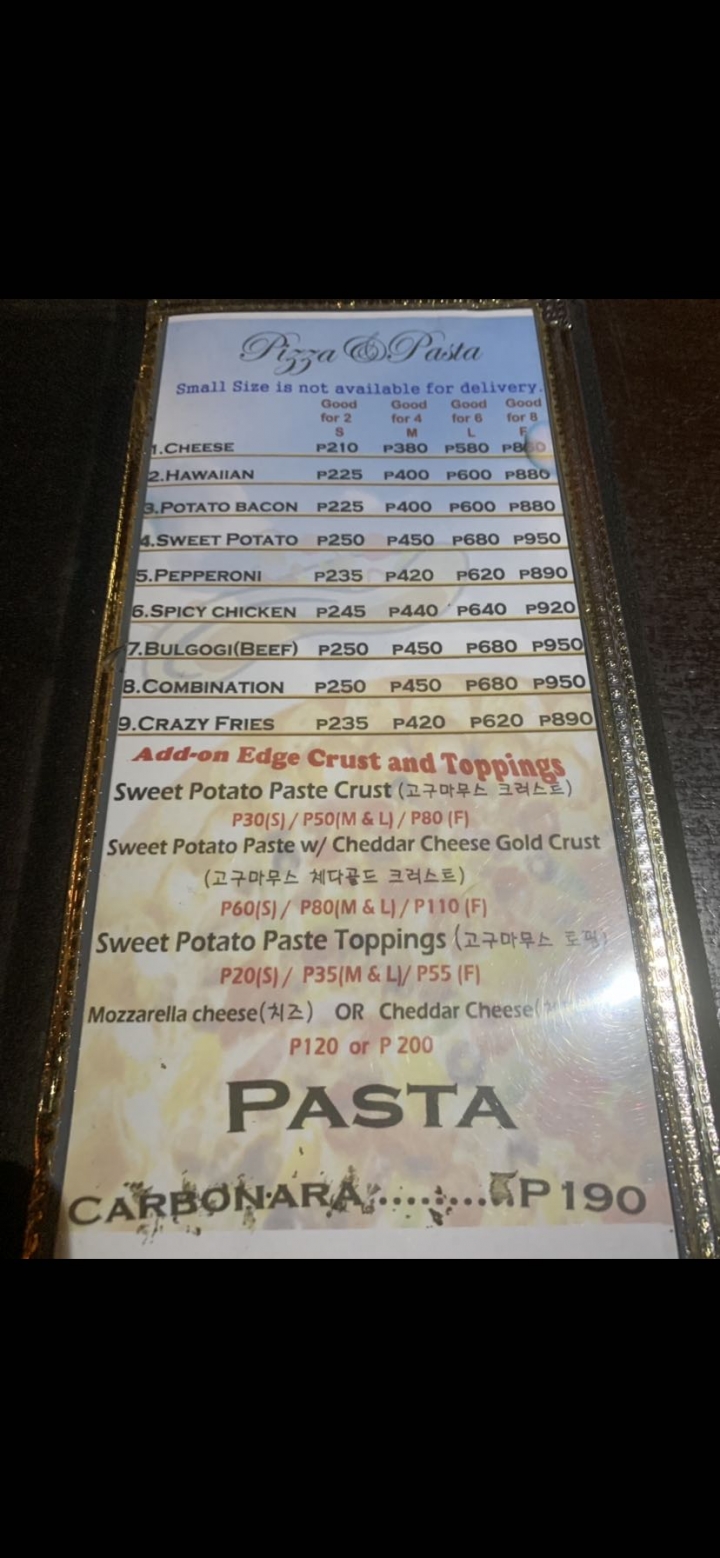 Pizza & Pasta
Small Size is not available for delivery.
Good for 2 S Good for 4 M Good for 6 L Good for 8 F
1.CHEESE P210 P380 P580
2.HAWAIIAN P225 P400 P600 P880
3.POTATO BACON P225 P400 P600 P880
4.SWEET POTATO P250 P450 P680 P950
5.PEPPERONI P235 P420 P620 P890
6.SPICY CHICKEN P245 P440 P640 P920
7.BULGOGI(BEEF) P250 P450 P680 P950
8.COMBINATION P250 P450 P680 P950
9.CRAZY FRIES P235 P420 P620 P890
Add-on Edge Crust and Toppings
Sweet Potato Paste Crust (고구마무스 크러스트)
P30(S) / P50(M & L) / P80 (F)
Sweet Potato Paste w/ Cheddar Cheese Gold Crust
(고구마무스 체다골드 크러스트)
P60(S) / P80(M & L) / P110 (F)
Sweet Potato Paste Toppings (고구마무스 토핑)
P20(S) / P35(M & L)/ P55 (F)
Mozzarella cheese(치즈) OR Cheddar Cheese(
P120 or P 200
PASTA
CARBONARA..........P190